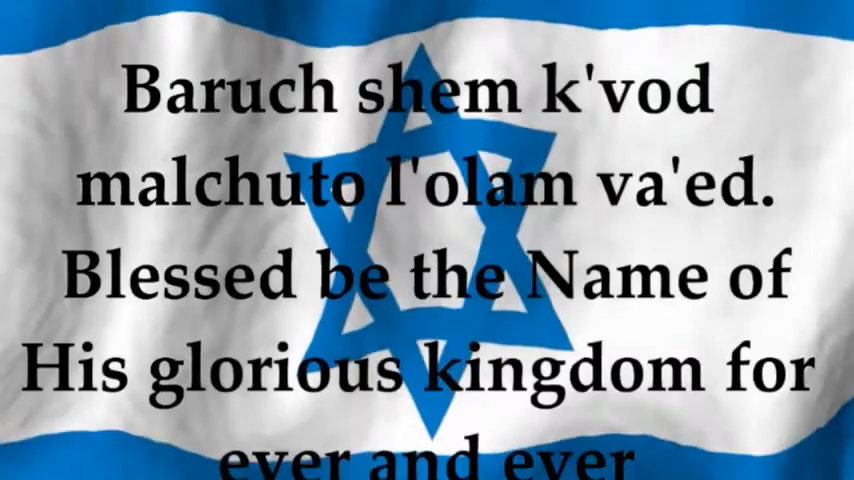 Baruch shem k'vod
malchuto l'olam va'ed.
Blessed be the Name of
His glorious kingdom for
ever and ever